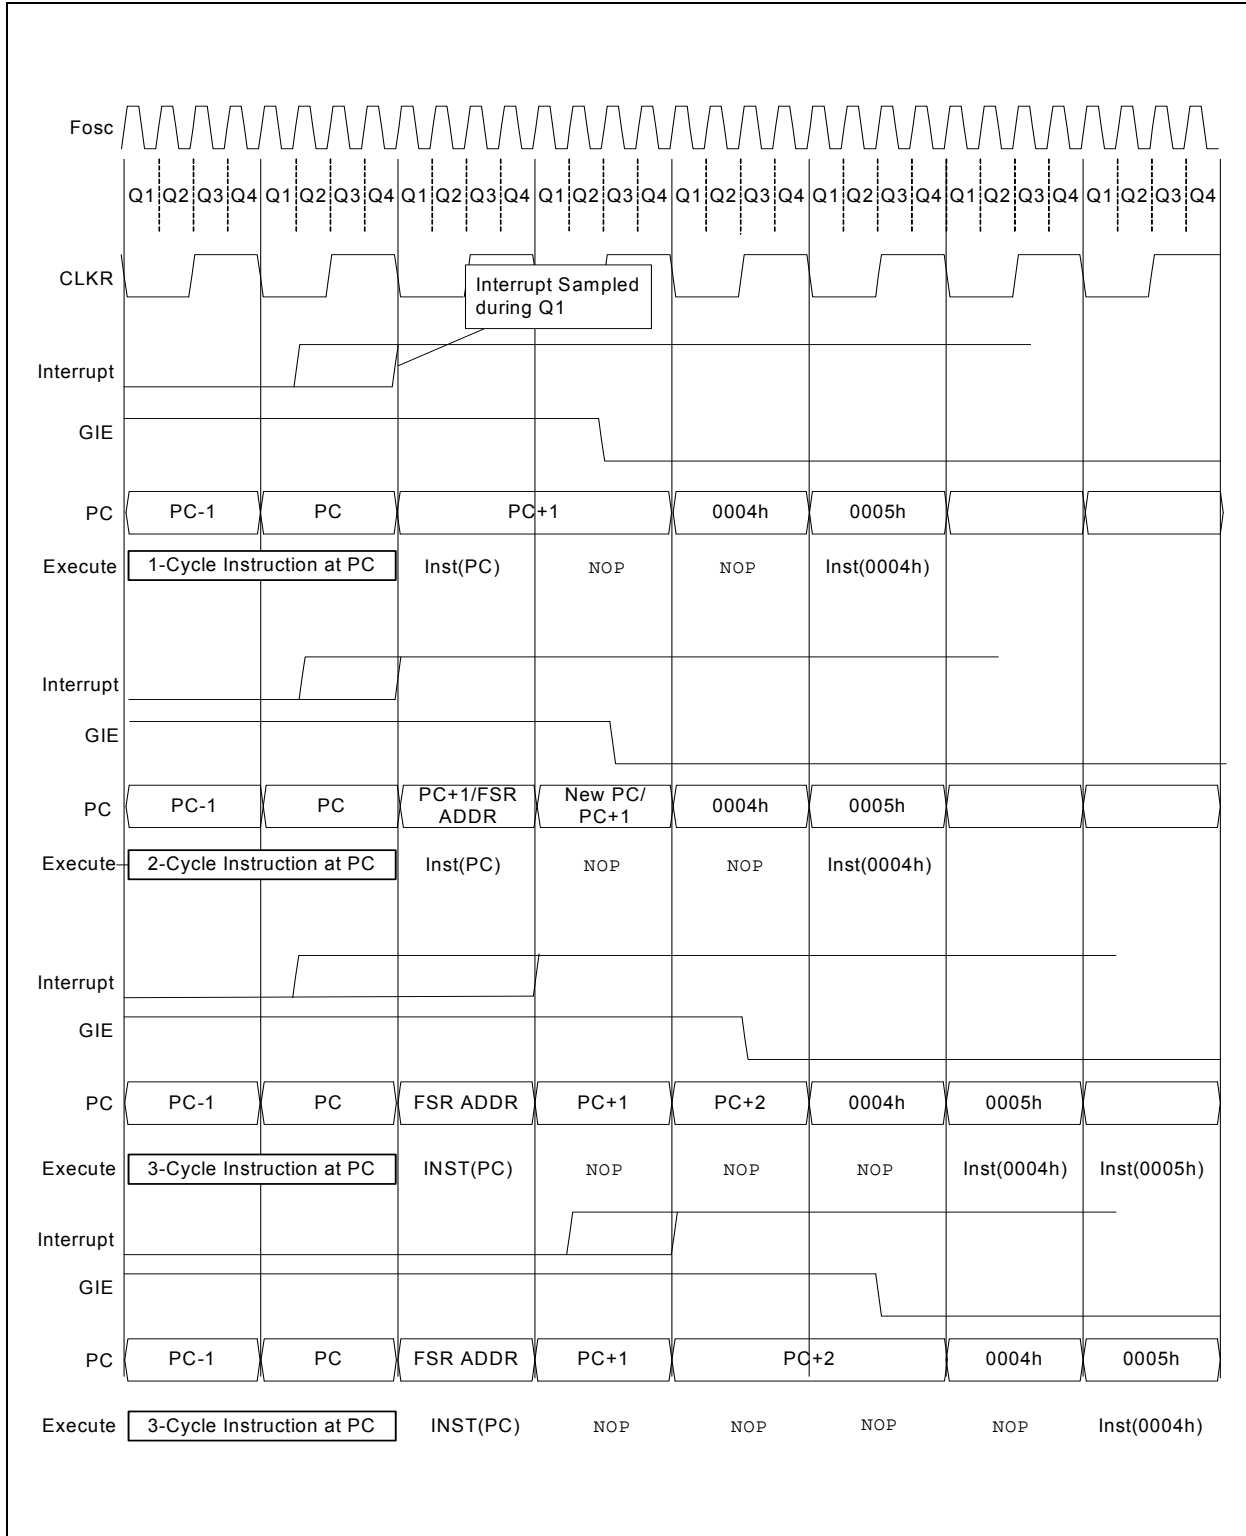 Fosc
Q1 Q2 Q3 Q4 Q1 Q2 Q3 Q4 Q1 Q2 Q3 Q4 Q1 Q2 Q3 Q4 Q1 Q2 Q3 Q4 Q1 Q2 Q3 Q4 Q1 Q2 Q3 Q4 Q1 Q2 Q3 Q4
CLKR
Interrupt Sampled
during Q1
Interrupt
GIE
PC PC-1 PC PC+1 0004h 0005h
Execute 1-Cycle Instruction at PC Inst(PC) NOP NOP Inst(0004h)
Interrupt
GIE
PC PC-1 PC PC+1/FSR ADDR New PC/ PC+1 0004h 0005h
Execute 2-Cycle Instruction at PC Inst(PC) NOP NOP Inst(0004h)
Interrupt
GIE
PC PC-1 PC FSR ADDR PC+1 PC+2 0004h 0005h
Execute 3-Cycle Instruction at PC INST(PC) NOP NOP NOP Inst(0004h) Inst(0005h)
Interrupt
GIE
PC PC-1 PC FSR ADDR PC+1 PC+2 0004h 0005h
Execute 3-Cycle Instruction at PC INST(PC) NOP NOP NOP NOP Inst(0004h)